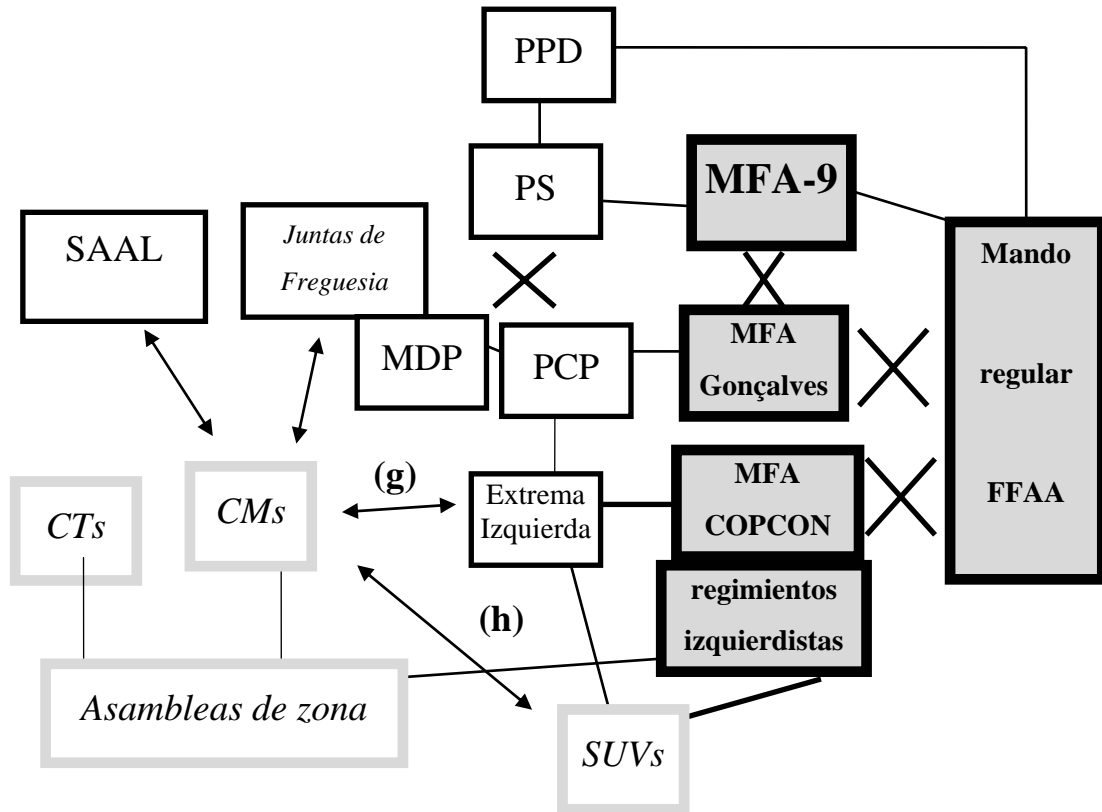 PPD
PS
MFA-9
SAAL
Juntas de
Freguesia
Mando
regular
FFAA
MDP
PCP
MFA
Gonçalves
CTs
CMs
(g)
Extrema
Izquierda
MFA
COPCON
regimientos
izquierdistas
(h)
Asambleas de zona
SUVs